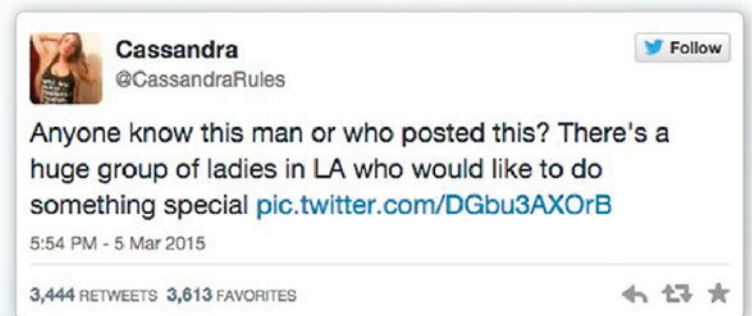 Cassandra
Follow
@CassandraRules
Anyone know this man or who posted this? There's a
huge group of ladies in LA who would like to do
something special pic.twitter.com/DGbu3AXOrB
5:54 PM - 5 Mar 2015
3,444 RETWEETS 3,613 FAVORITES